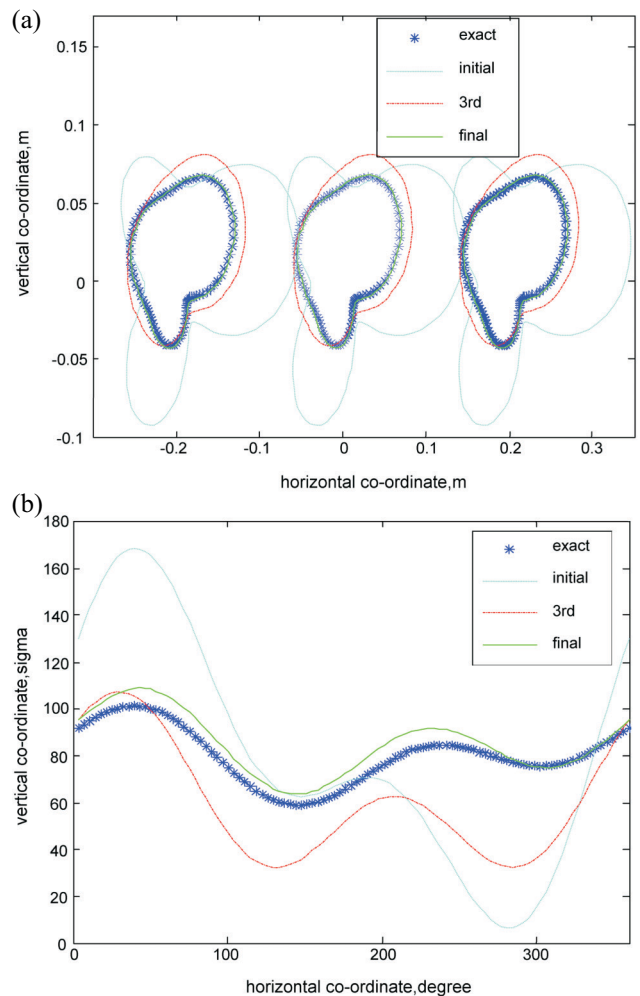 (a)
0.15
0.1
0.05
0
-0.05
-0.1
vertical co-ordinate,m
exact
initial
3rd
final
-0.2
-0.1
0
0.1
0.2
0.3
horizontal co-ordinate,m
(b)
180
160
140
120
100
80
60
40
20
0
vertical co-ordinate,sigma
exact
initial
3rd
final
0
100
200
300
horizontal co-ordinate,degree